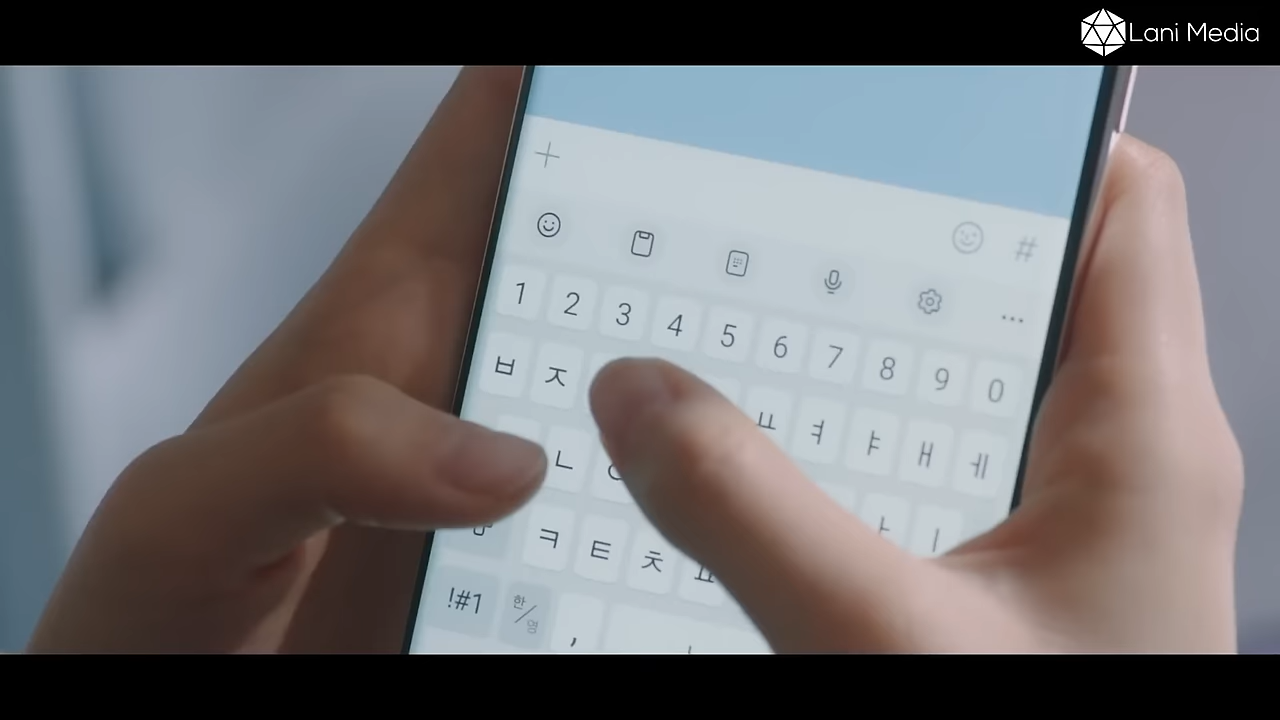 Lani Media
+
#
1 2 3 4 5 6 7 8 9 0
ㅂ ㅈ ㅛ ㅕ ㅑ ㅐ ㅔ
ㄴ ㅇ ㅏ ㅣ
ㅋ ㅌ ㅊ ㅍ
!#1 한/영 ,